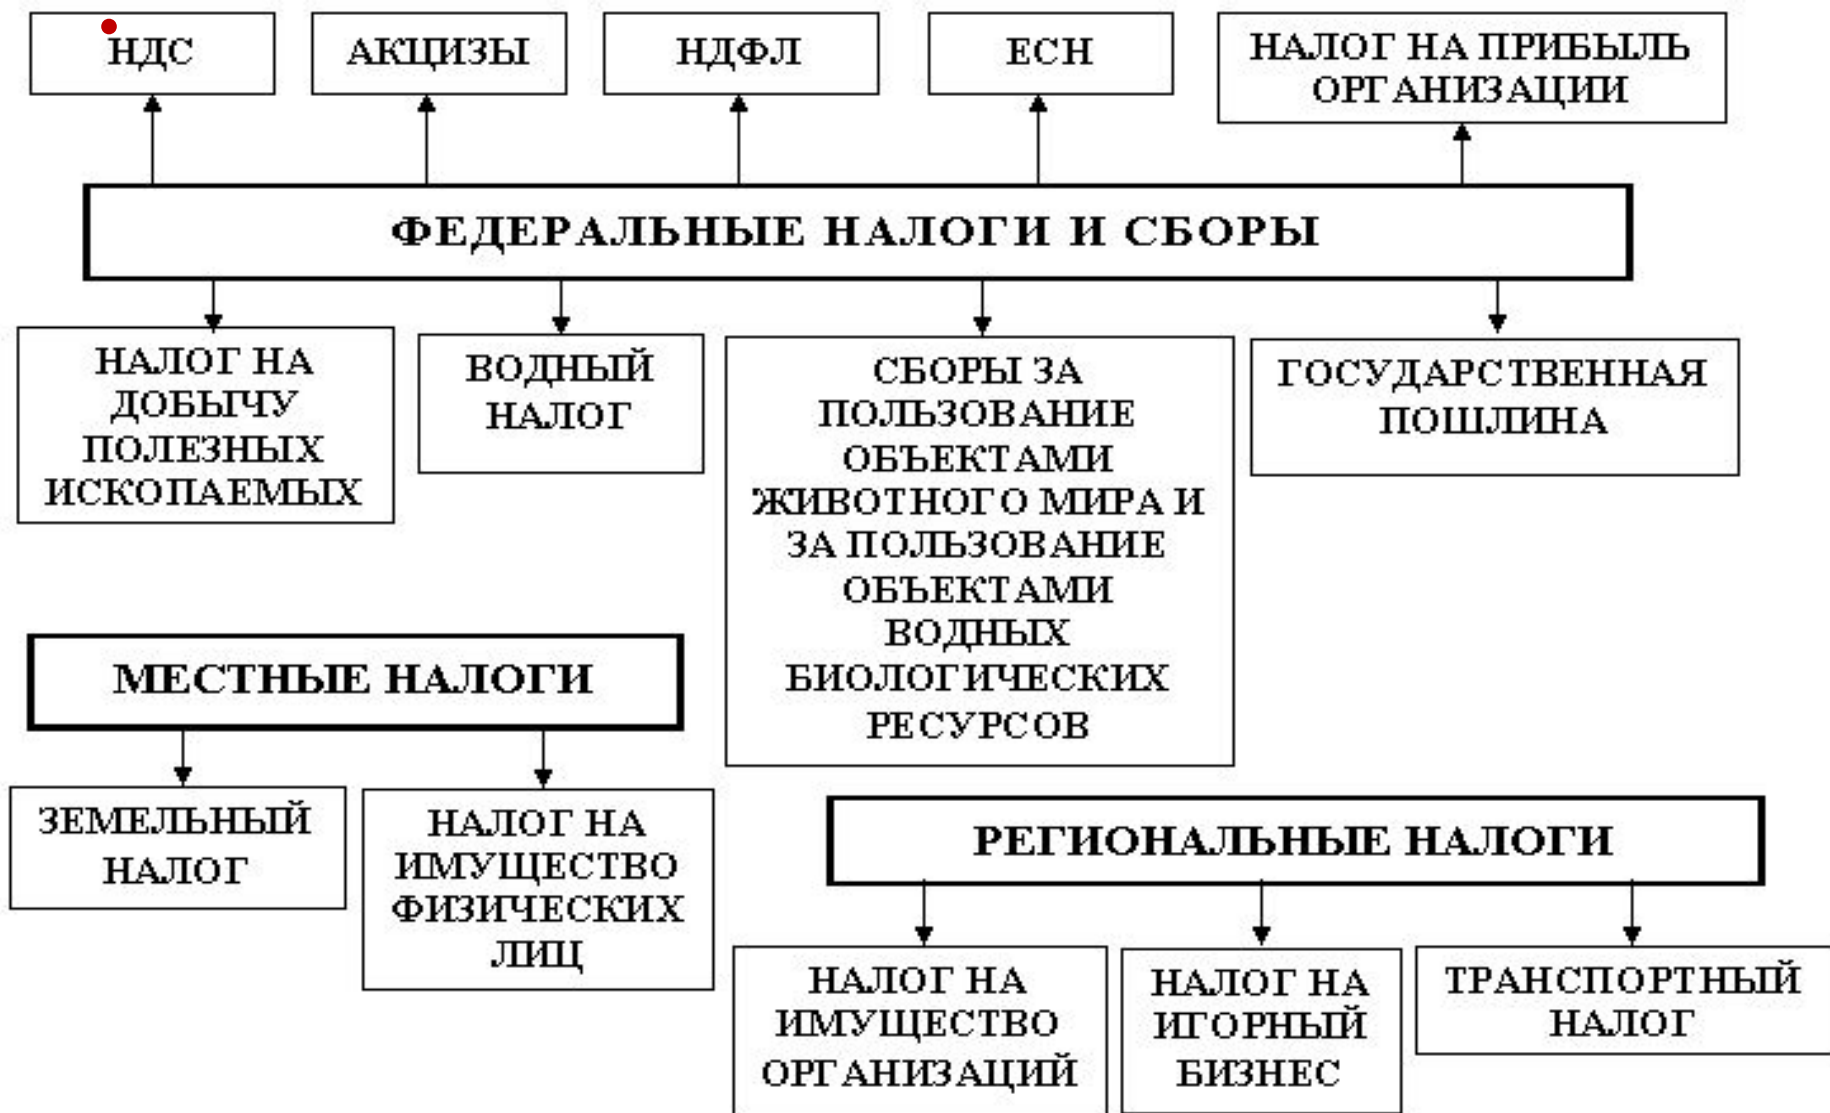 НДС
АКЦИЗЫ
НДФЛ
ЕСН
НАЛОГ НА ПРИБЫЛЬ
ОРГАНИЗАЦИИ
ФЕДЕРАЛЬНЫЕ НАЛОГИ И СБОРЫ
НАЛОГ НА
ДОБЫЧУ
ПОЛЕЗНЫХ
ИСКОПАЕМЫХ
ВОДНЫЙ
НАЛОГ
СБОРЫ ЗА
ПОЛЬЗОВАНИЕ
ОБЪЕКТАМИ
ЖИВОТНОГО МИРА И
ЗА ПОЛЬЗОВАНИЕ
ОБЪЕКТАМИ
ВОДНЫХ
БИОЛОГИЧЕСКИХ
РЕСУРСОВ
ГОСУДАРСТВЕННАЯ
ПОШЛИНА
МЕСТНЫЕ НАЛОГИ
ЗЕМЕЛЬНЫЙ
НАЛОГ
НАЛОГ НА
ИМУЩЕСТВО
ФИЗИЧЕСКИХ
ЛИЦ
РЕГИОНАЛЬНЫЕ НАЛОГИ
НАЛОГ НА
ИМУЩЕСТВО
ОРГАНИЗАЦИЙ
НАЛОГ НА
ИГОРНЫЙ
БИЗНЕС
ТРАНСПОРТНЫЙ
НАЛОГ